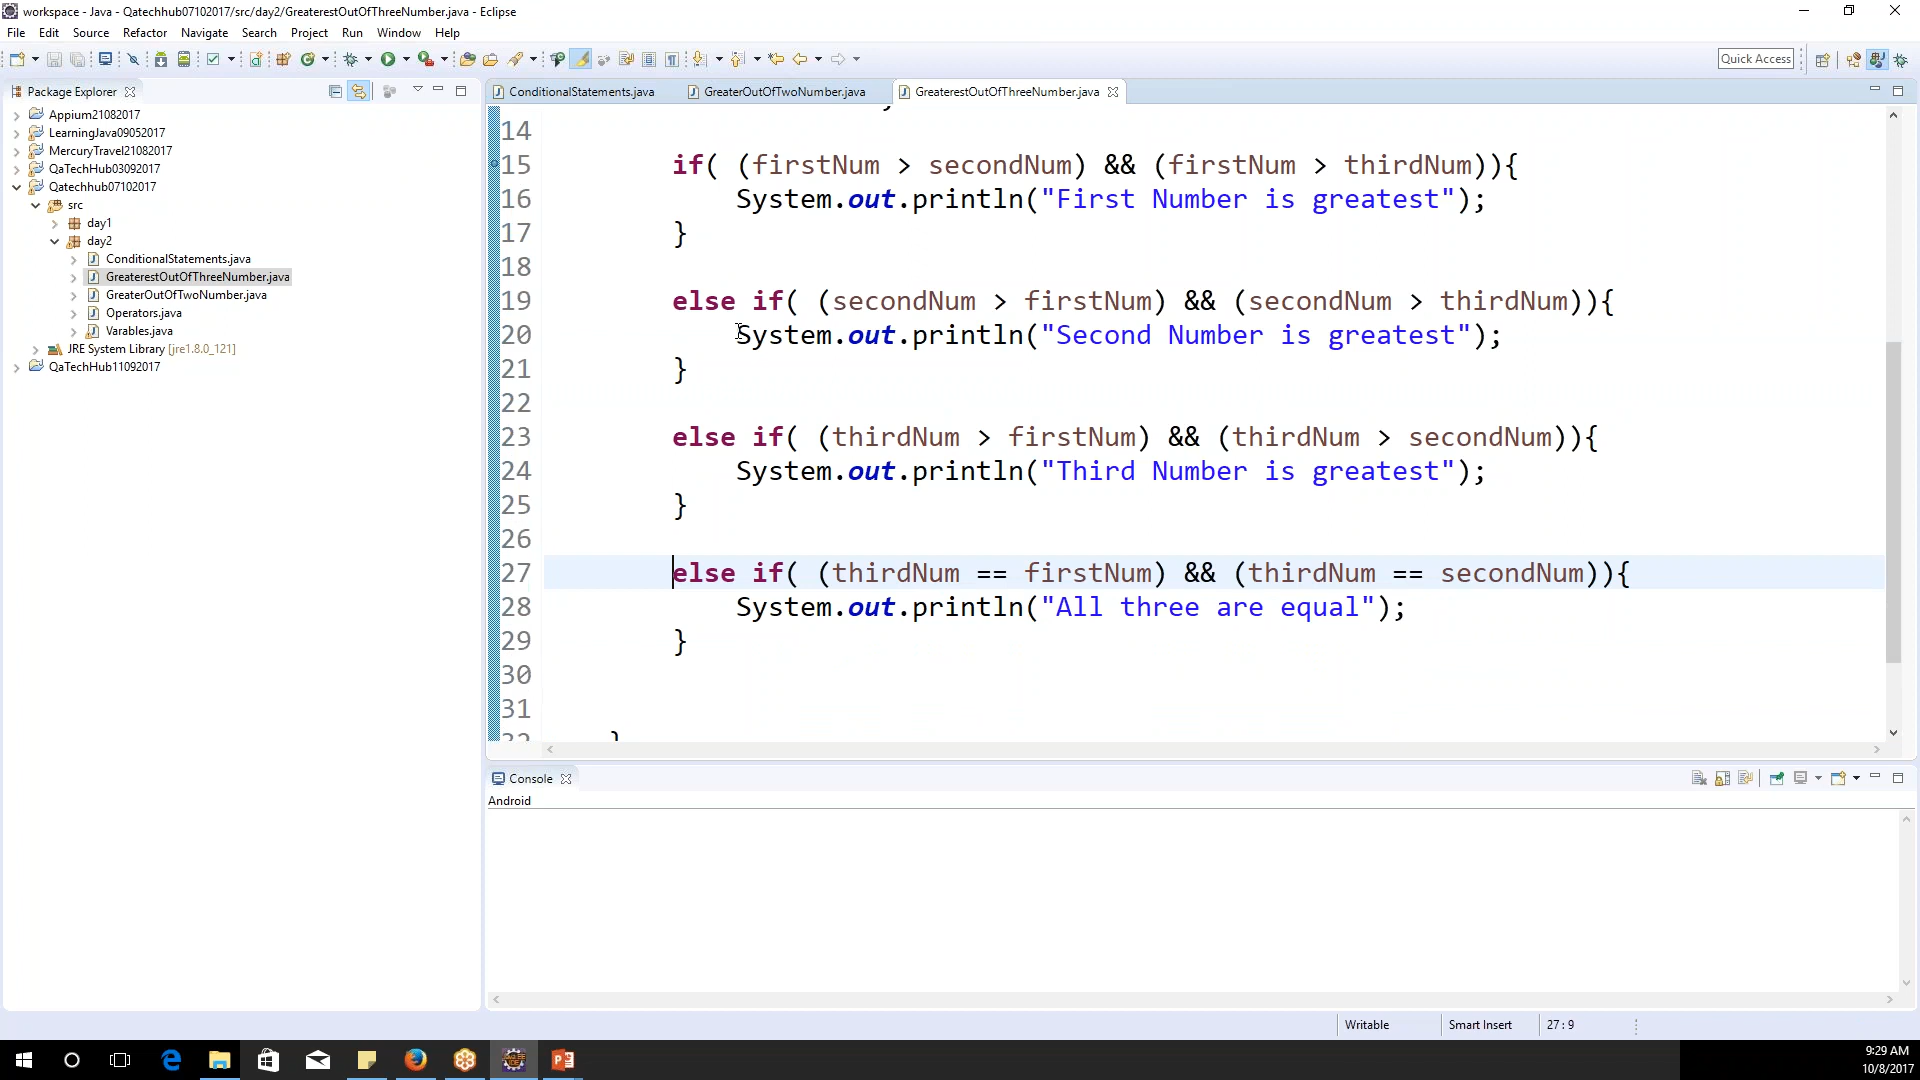 workspace - Java - Qatechhub07102017/src/day2/GreaterestOutOfThreeNumber.java - Eclipse
File Edit Source Refactor Navigate Search Project Run Window Help
Quick Access
Package Explorer
ConditionalStatements.java GreaterOutOfTwoNumber.java GreaterestOutOfThreeNumber.java
Appium21082017
LearningJava09052017
MercuryTravel21082017
QaTechHub03092017
Qatechhub07102017
src
day1
day2
ConditionalStatements.java
GreaterestOutOfThreeNumber.java
GreaterOutOfTwoNumber.java
Operators.java
Varables.java
JRE System Library [jre1.8.0_121]
QaTechHub11092017
14
15 if( (firstNum > secondNum) && (firstNum > thirdNum)){
16 System.out.println("First Number is greatest");
17 }
18
19 else if( (secondNum > firstNum) && (secondNum > thirdNum)){
20 System.out.println("Second Number is greatest");
21 }
22
23 else if( (thirdNum > firstNum) && (thirdNum > secondNum)){
24 System.out.println("Third Number is greatest");
25 }
26
27 else if( (thirdNum == firstNum) && (thirdNum == secondNum)){
28 System.out.println("All three are equal");
29 }
30
31
32 }
Console
Android
Writable Smart Insert 27 : 9
9:29 AM
10/8/2017